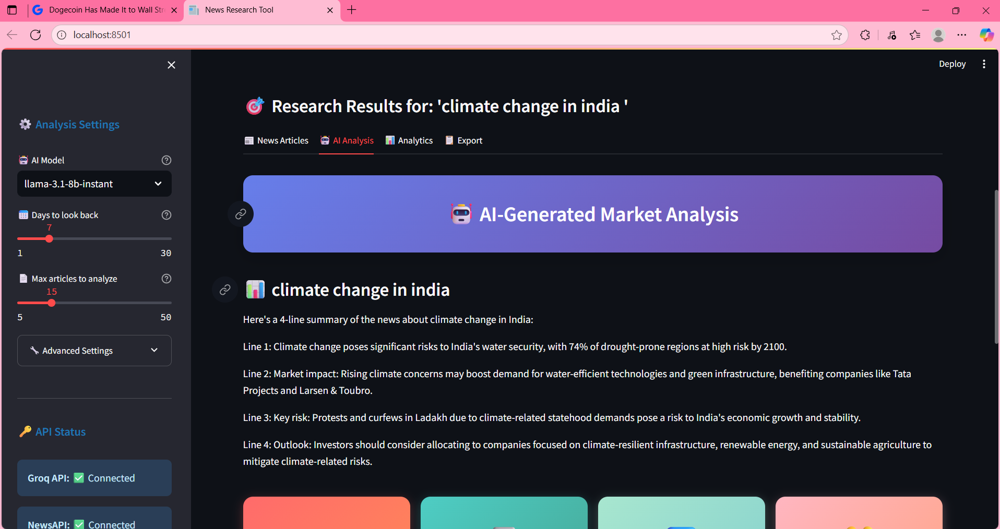 Dogecoin Has Made It to Wall Str
News Research Tool
localhost:8501
Deploy
Analysis Settings
AI Model
llama-3.1-8b-instant
Days to look back
7
1 30
Max articles to analyze
15
5 50
Advanced Settings
API Status
Groq API: ✅ Connected
NewsAPI: ✅ Connected
Research Results for: 'climate change in india '
News Articles
AI Analysis
Analytics
Export
AI-Generated Market Analysis
climate change in india
Here's a 4-line summary of the news about climate change in India:
Line 1: Climate change poses significant risks to India's water security, with 74% of drought-prone regions at high risk by 2100.
Line 2: Market impact: Rising climate concerns may boost demand for water-efficient technologies and green infrastructure, benefiting companies like Tata
Projects and Larsen & Toubro.
Line 3: Key risk: Protests and curfews in Ladakh due to climate-related statehood demands pose a risk to India's economic growth and stability.
Line 4: Outlook: Investors should consider allocating to companies focused on climate-resilient infrastructure, renewable energy, and sustainable agriculture to
mitigate climate-related risks.